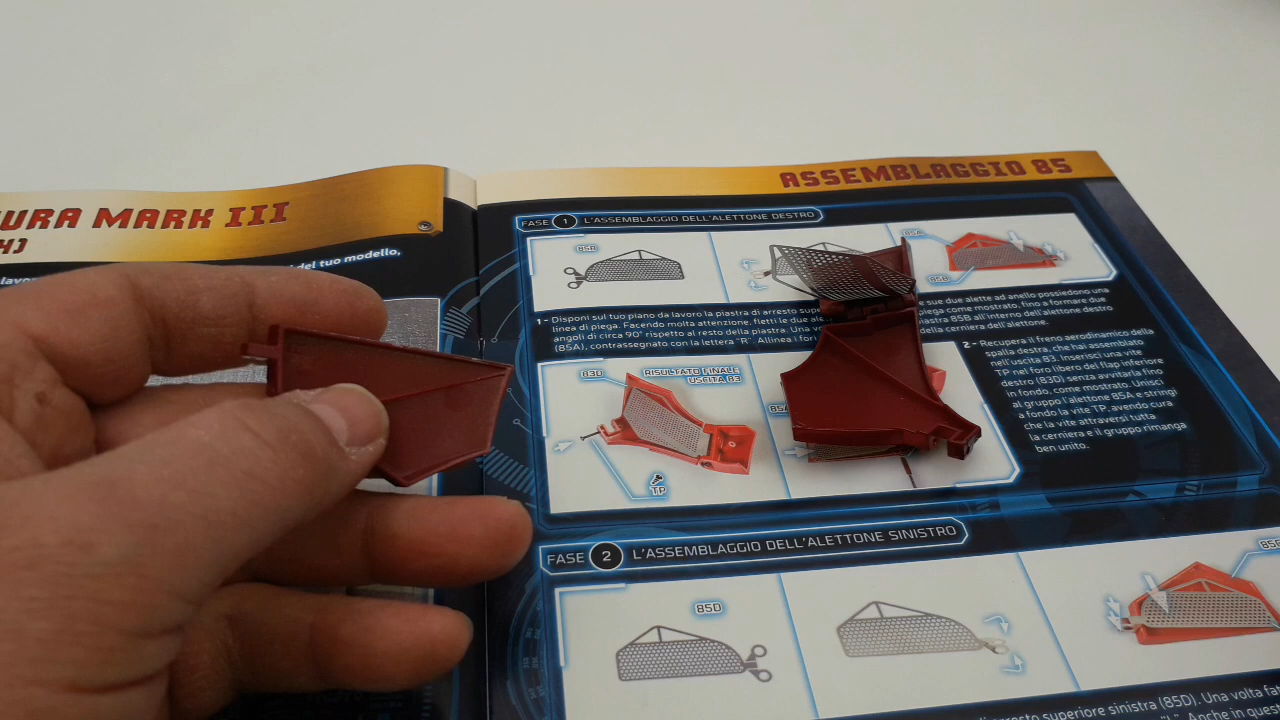 URA MARK III
H)
del tuo modello,
ASSEMBLAGGIO 85
FASE 1 L'ASSEMBLAGGIO DELL'ALETTONE DESTRO
85B
85A
85B
1 - Disponi sul tuo piano da lavoro la piastra di arresto
linea di piega. Facendo molta attenzione, fletti le due
angoli di circa 90° rispetto al resto della piastra. Una
(85A), contrassegnato con la lettera "R". Allinea i
e sue due alette ad anello possiedono una
piega come mostrato, fino a formare due
piastra 85B all'interno dell'alettone destro
della cerniera dell'alettone.
83D
RISULTATO FINALE
USCITA 83
TP
2 - Recupera il freno aerodinamico della
spalla destra, che hai assemblato
nell'uscita 83. Inserisci una vite
TP nel foro libero del flap inferiore
destro (83D) senza avvitarla fino
in fondo, come mostrato. Unisci
al gruppo l'alettone 85A e stringi
a fondo la vite TP, avendo cura
che la vite attraversi tutta
la cerniera e il gruppo rimanga
ben unito.
FASE 2 L'ASSEMBLAGGIO DELL'ALETTONE SINISTRO
85D
di arresto superiore sinistra (85D). Una volta